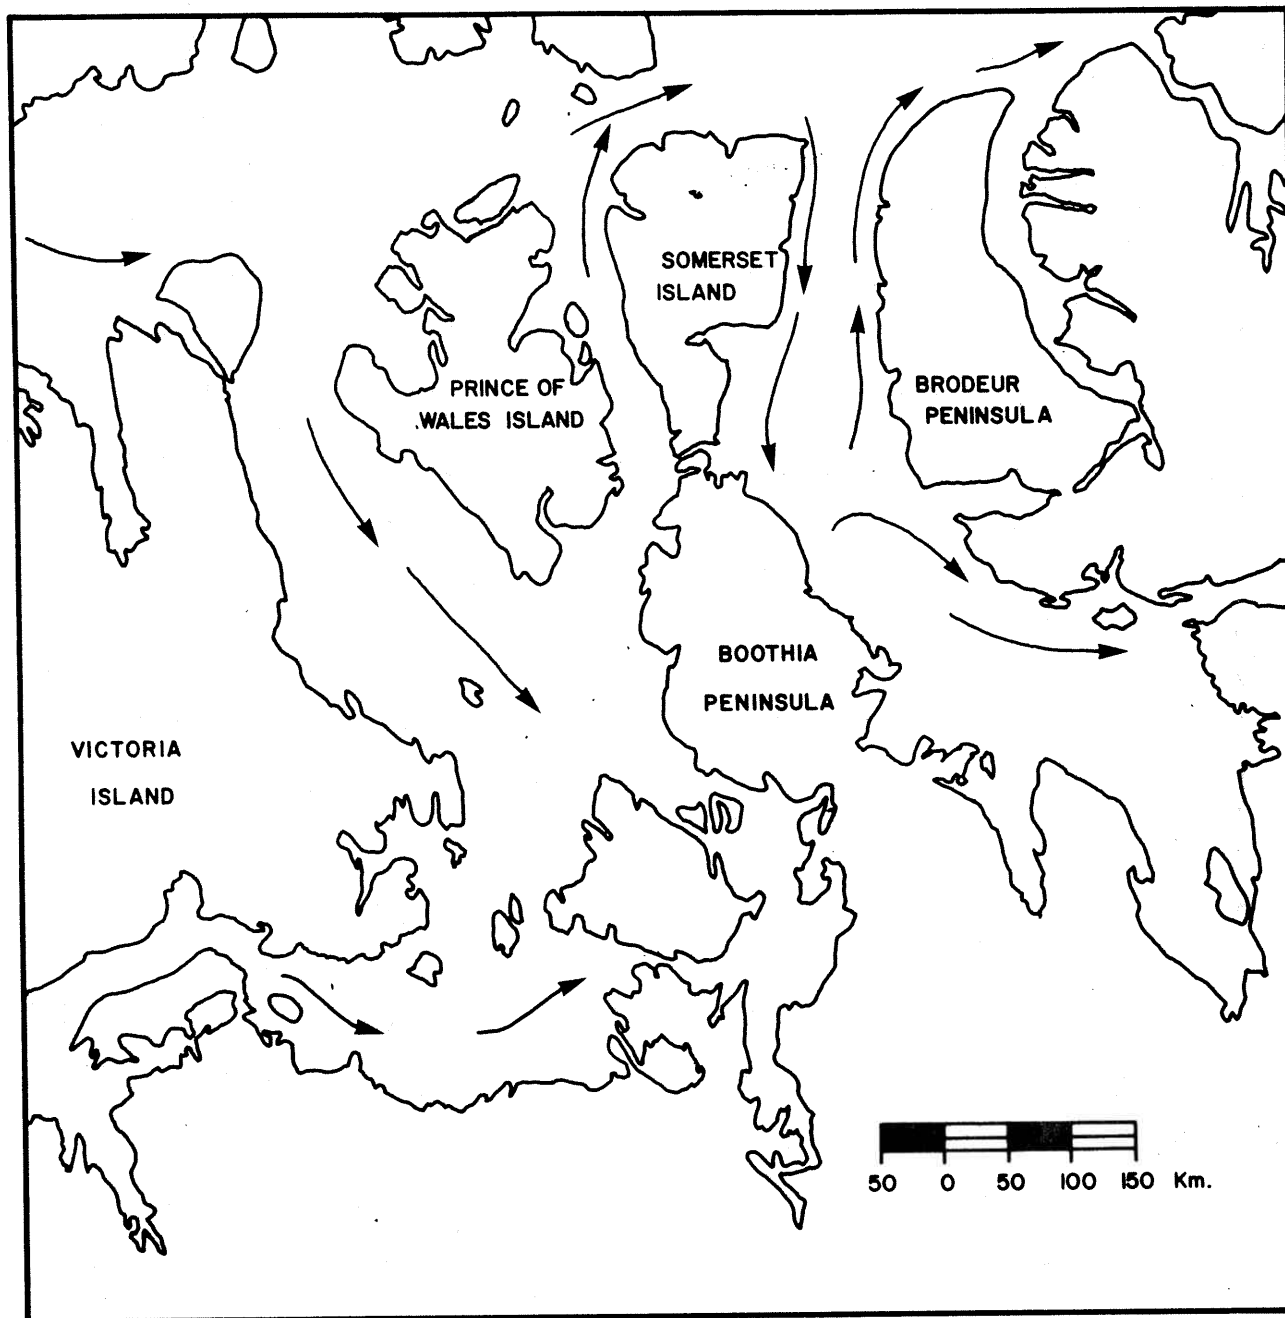 SOMERSET
ISLAND
PRINCE OF
WALES ISLAND
BRODEUR
PENINSULA
BOOTHIA
PENINSULA
VICTORIA
ISLAND
50 0 50 100 150 Km.